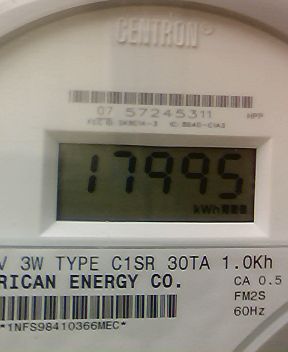 CENTRON
07 57245311
17995
kWh
V 3W TYPE C1SR 30TA 1.0Kh
RICAN ENERGY CO.
CA 0.5
FM2S
60Hz
*1NFS98410366MEC*